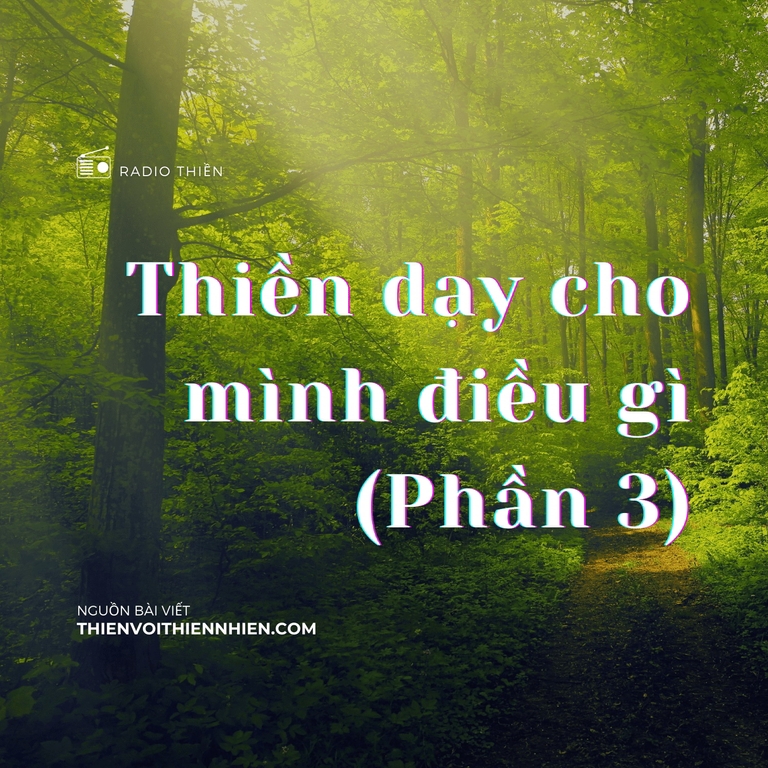 RADIO THIỀN
Thiền dạy cho
mình điều gì
(Phần 3)
NGUỒN BÀI VIẾT
THIENVOITHIENNHIEN.COM